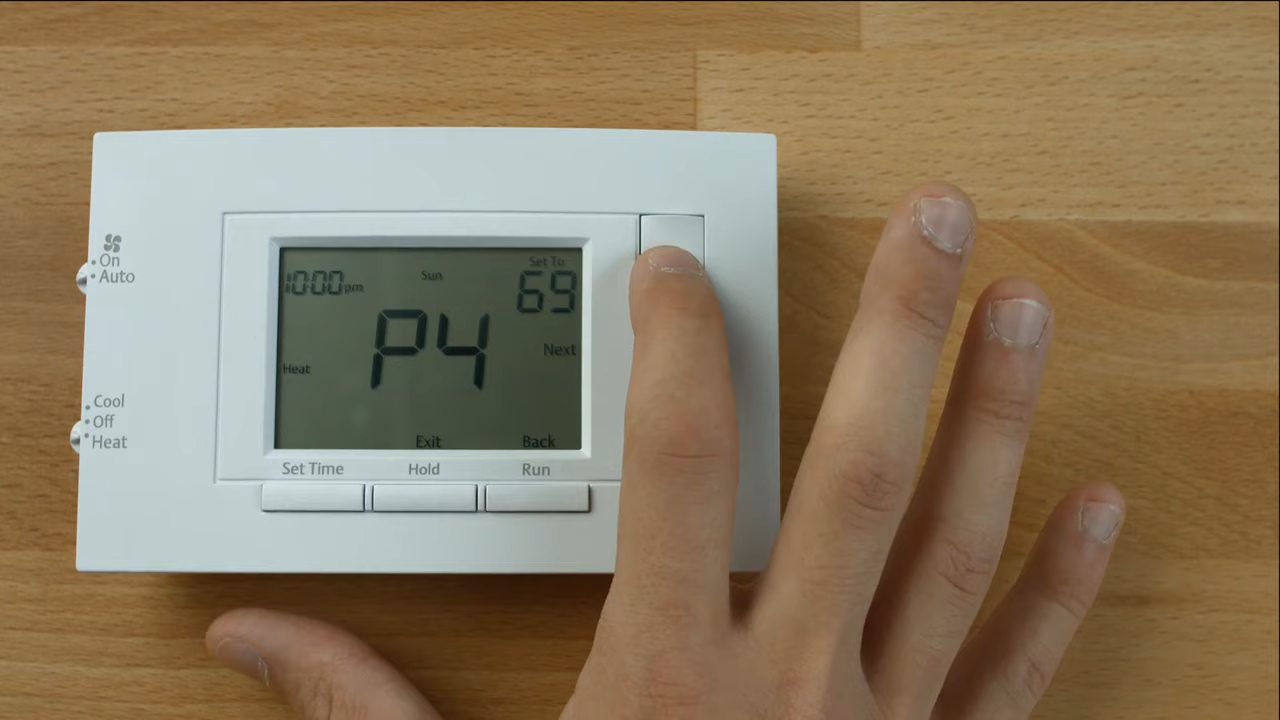 On
Auto
Cool
Off
Heat
10:00pm Sun Set To 69
P4
Next
Heat
Exit Back
Set Time Hold Run